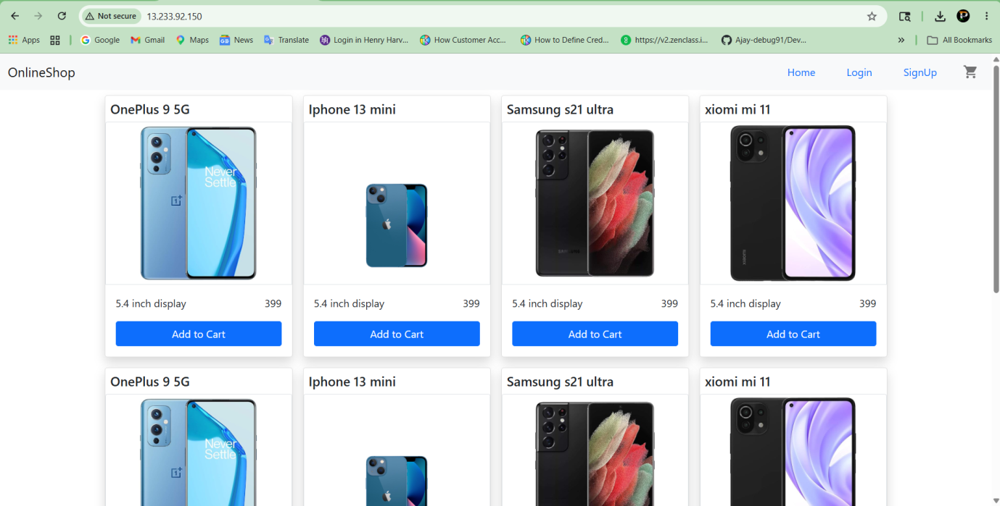 Not secure 13.233.92.150
Apps Google Gmail Maps News Translate Login in Henry Harv... How Customer Acc... How to Define Cred... https://v2.zenclass.i... Ajay-debug91/Dev... » All Bookmarks
OnlineShop Home Login SignUp
OnePlus 9 5G Iphone 13 mini Samsung s21 ultra xiomi mi 11
Never
Settle
SAMSUNG
xiaomi
5.4 inch display 399 5.4 inch display 399 5.4 inch display 399 5.4 inch display 399
Add to Cart Add to Cart Add to Cart Add to Cart
OnePlus 9 5G Iphone 13 mini Samsung s21 ultra xiomi mi 11
Never
Settle